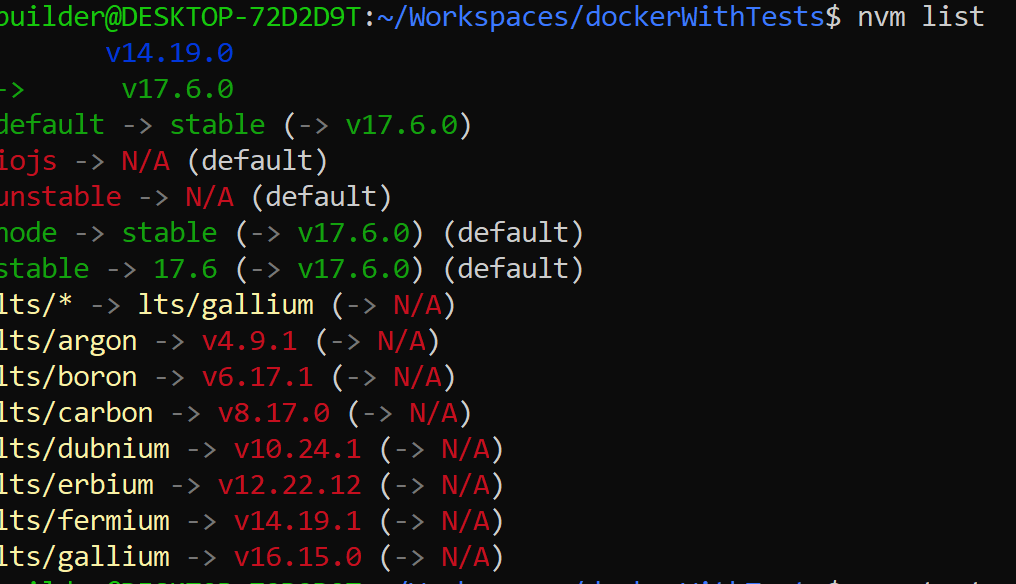 builder@DESKTOP-72D2D9T:~/Workspaces/dockerWithTests$ nvm list
v14.19.0
->      v17.6.0
default -> stable (-> v17.6.0)
iojs -> N/A (default)
unstable -> N/A (default)
node -> stable (-> v17.6.0) (default)
stable -> 17.6 (-> v17.6.0) (default)
lts/* -> lts/gallium (-> N/A)
lts/argon -> v4.9.1 (-> N/A)
lts/boron -> v6.17.1 (-> N/A)
lts/carbon -> v8.17.0 (-> N/A)
lts/dubnium -> v10.24.1 (-> N/A)
lts/erbium -> v12.22.12 (-> N/A)
lts/fermium -> v14.19.1 (-> N/A)
lts/gallium -> v16.15.0 (-> N/A)